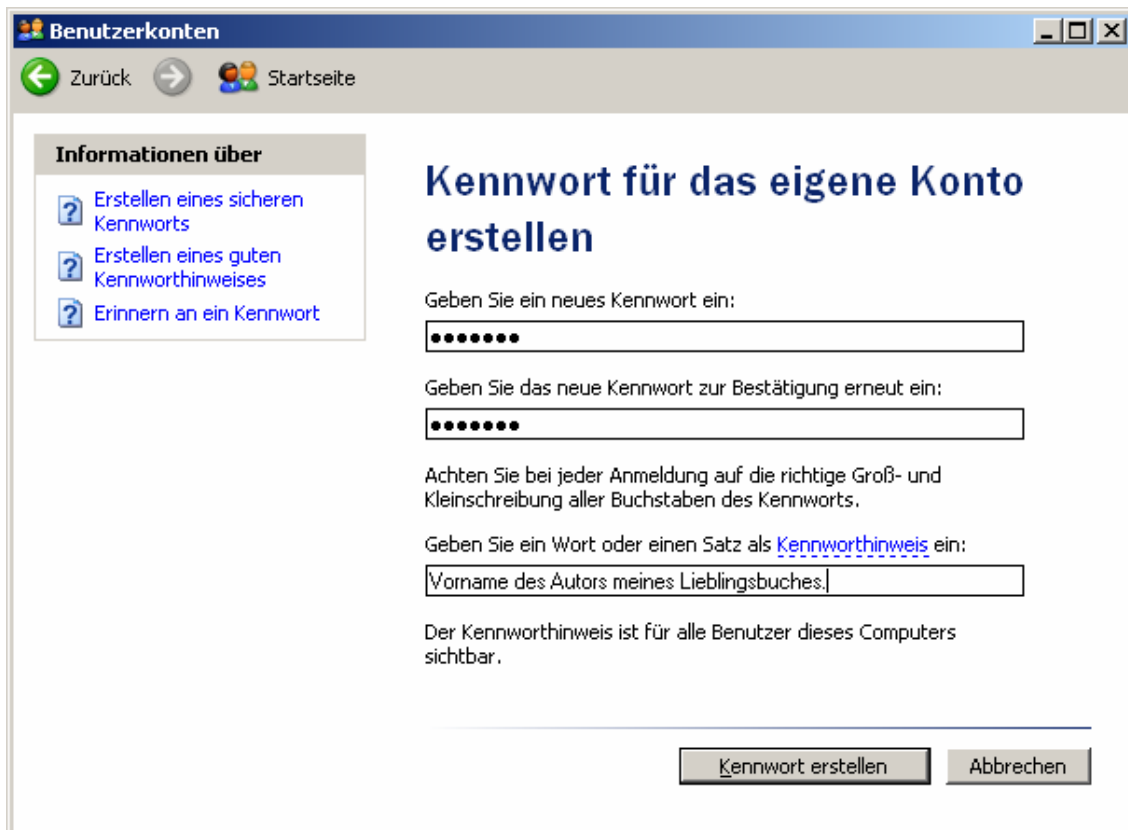 Benutzerkonten
Zurück
Startseite
Informationen über
Erstellen eines sicheren
Kennworts
Erstellen eines guten
Kennworthinweises
Erinnern an ein Kennwort
Kennwort für das eigene Konto
erstellen
Geben Sie ein neues Kennwort ein:
•••••••
Geben Sie das neue Kennwort zur Bestätigung erneut ein:
•••••••
Achten Sie bei jeder Anmeldung auf die richtige Groß- und
Kleinschreibung aller Buchstaben des Kennworts.
Geben Sie ein Wort oder einen Satz als Kennworthinweis ein:
Vorname des Autors meines Lieblingsbuches.
Der Kennworthinweis ist für alle Benutzer dieses Computers
sichtbar.
Kennwort erstellen
Abbrechen